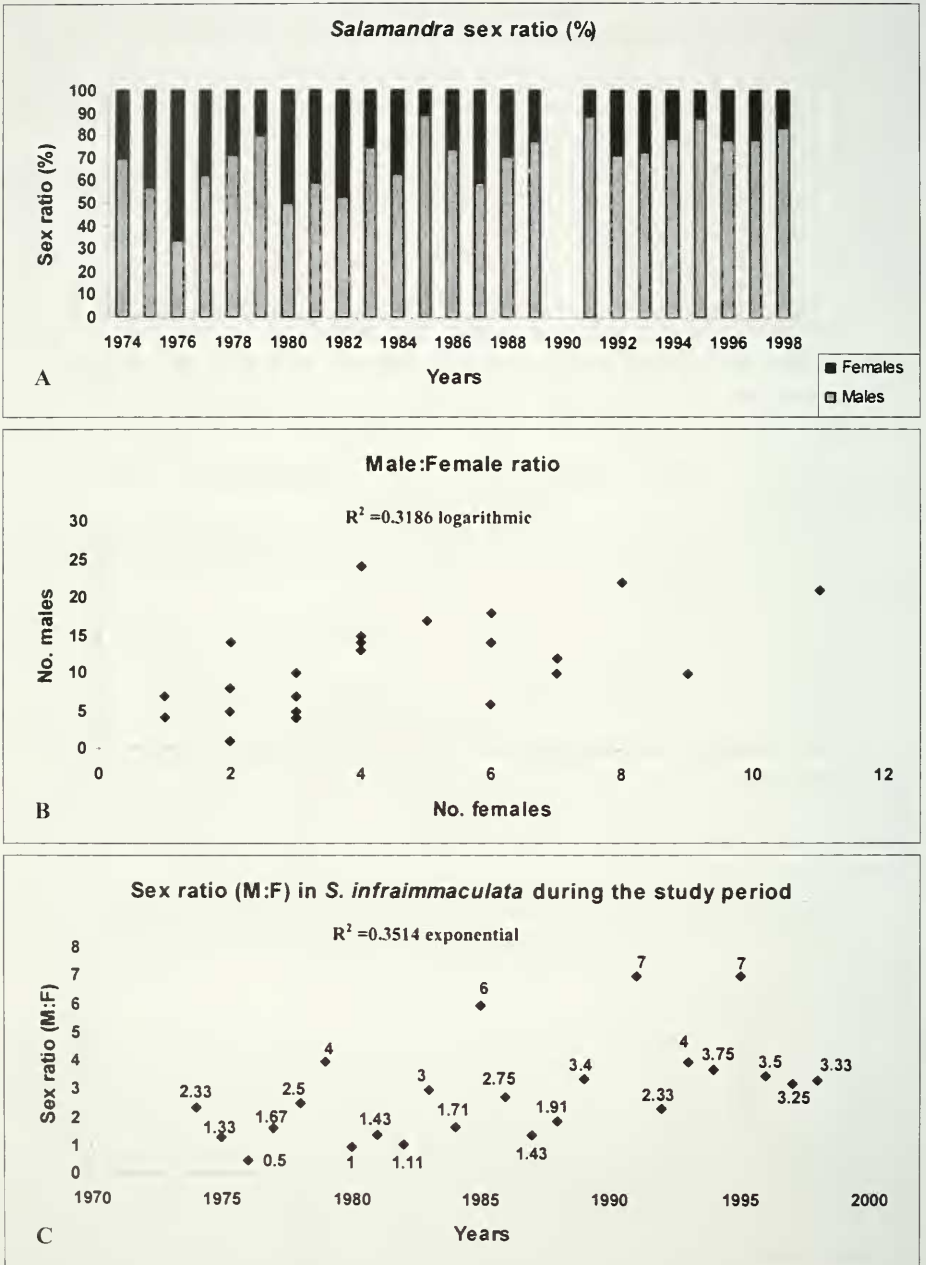 Salamandra sex ratio (%)
Sex ratio (%)
100
90
80
70
60
50
40
30
20
10
0
1974 1976 1978 1980 1982 1984 1986 1988 1990 1992 1994 1996 1998
Years
Females
Males
A
Male:Female ratio
R² =0.3186 logarithmic
No. males
30
25
20
15
10
5
0
0 2 4 6 8 10 12
No. females
B
Sex ratio (M:F) in S. infraimmaculata during the study period
R² =0.3514 exponential
Sex ratio (M:F)
8
7
6
5
4
3
2
1
0
2.33
1.33
0.5
1.67
2.5
4
1
1.43
1.11
3
1.71
6
2.75
1.43
1.91
3.4
7
2.33
4
3.75
7
3.5
3.25
3.33
1970 1975 1980 1985 1990 1995 2000
Years
C